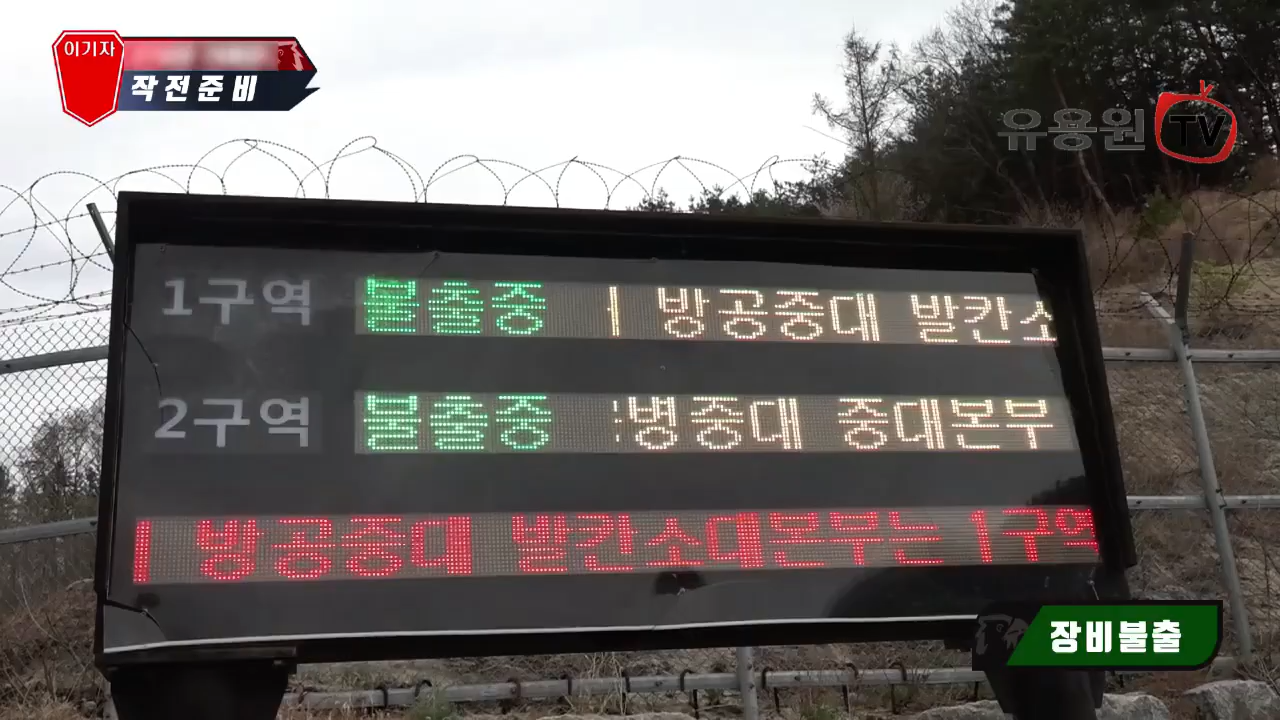 이기자
작전준비
유용원 TV
1구역 불출중 방공중대 발칸소
2구역 불출중 병중대 중대본부
방공중대 발칸소대본부는 1구역
장비불출